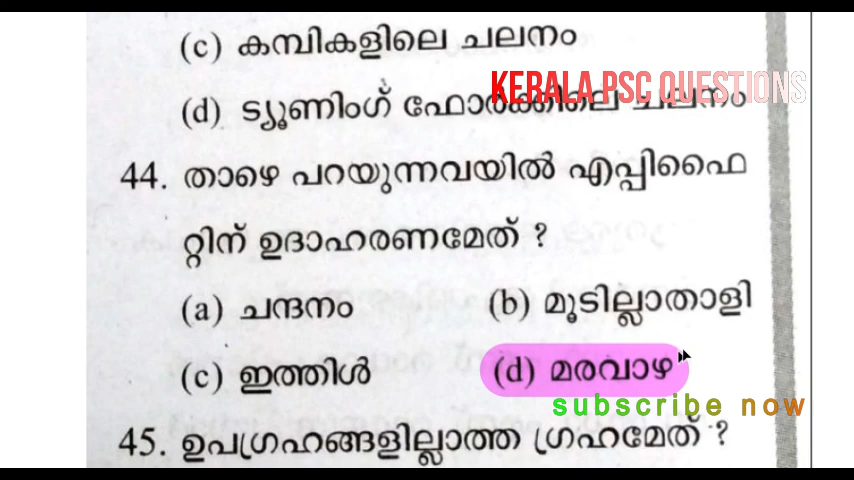 (c) കമ്പികളിലെ ചലനം
KERALA PSC QUESTIONS
(d) ട്യൂണിംഗ് ഫോർക്കിലെ ചലനം
44. താഴെ പറയുന്നവയിൽ എപ്പിഫൈ
റ്റിന് ഉദാഹരണമേത് ?
(a) ചന്ദനം (b) മൂടില്ലാതാളി
(c) ഇത്തിൾ (d) മരവാഴ
subscribe now
45. ഉപഗ്രഹങ്ങളില്ലാത്ത ഗ്രഹമേത് ?